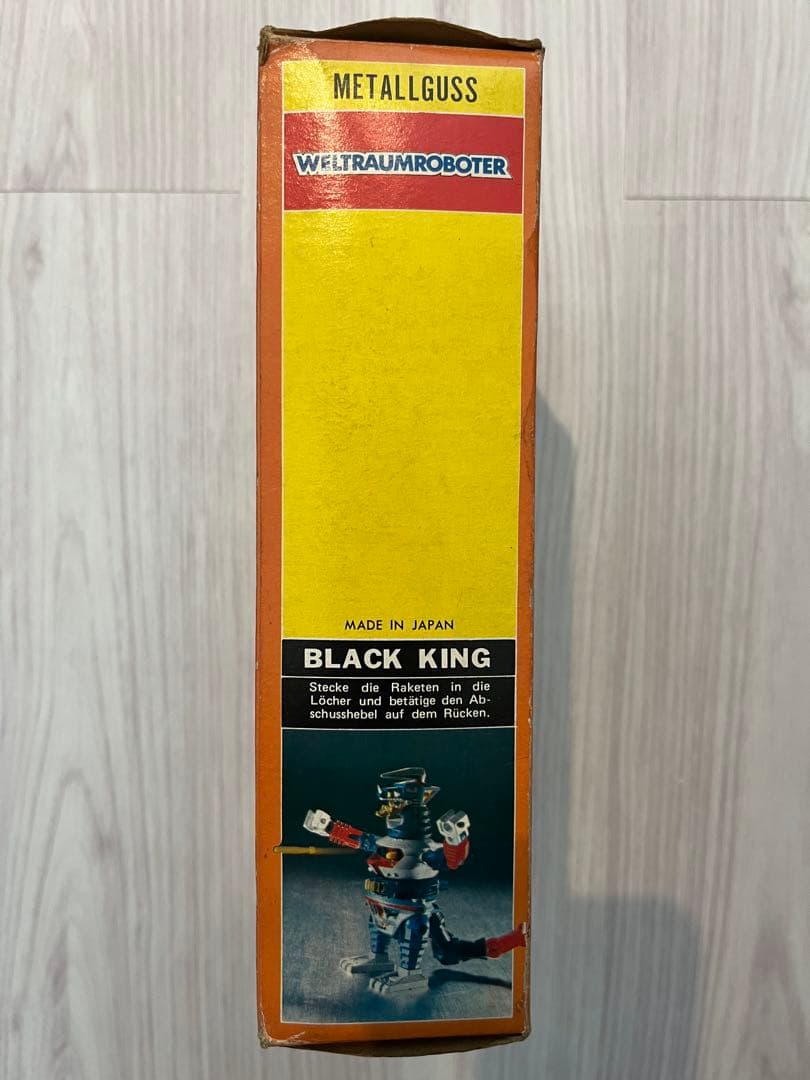 METALLGUSS
WELTRAUMROBOTER
MADE IN JAPAN
BLACK KING
Stecke die Raketen in die
Löcher und betätige den Ab-
schusshebel auf dem Rücken.